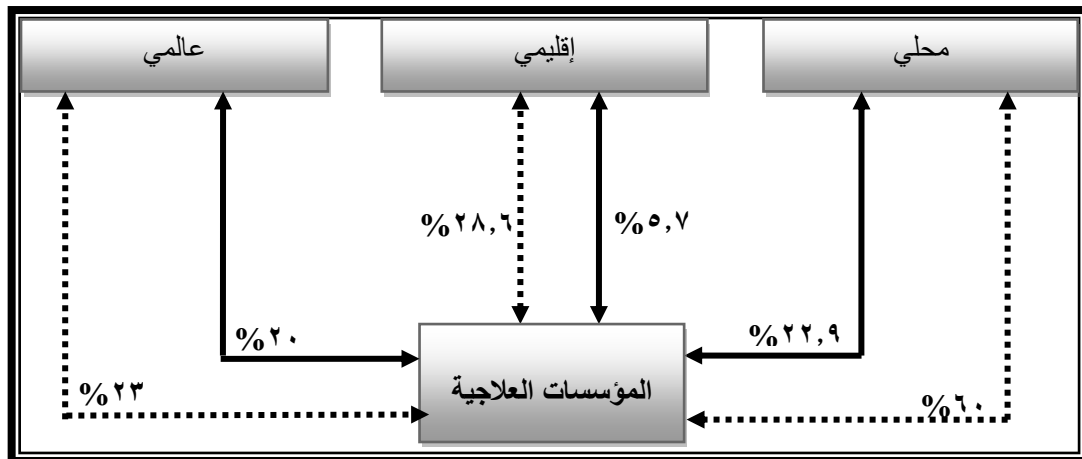 محلي
إقليمي
عالمي
%٥,٧
%٢٨,٦
%٢٢,٩
%٢٠
المؤسسات العلاجية
%٦٠
%٢٣